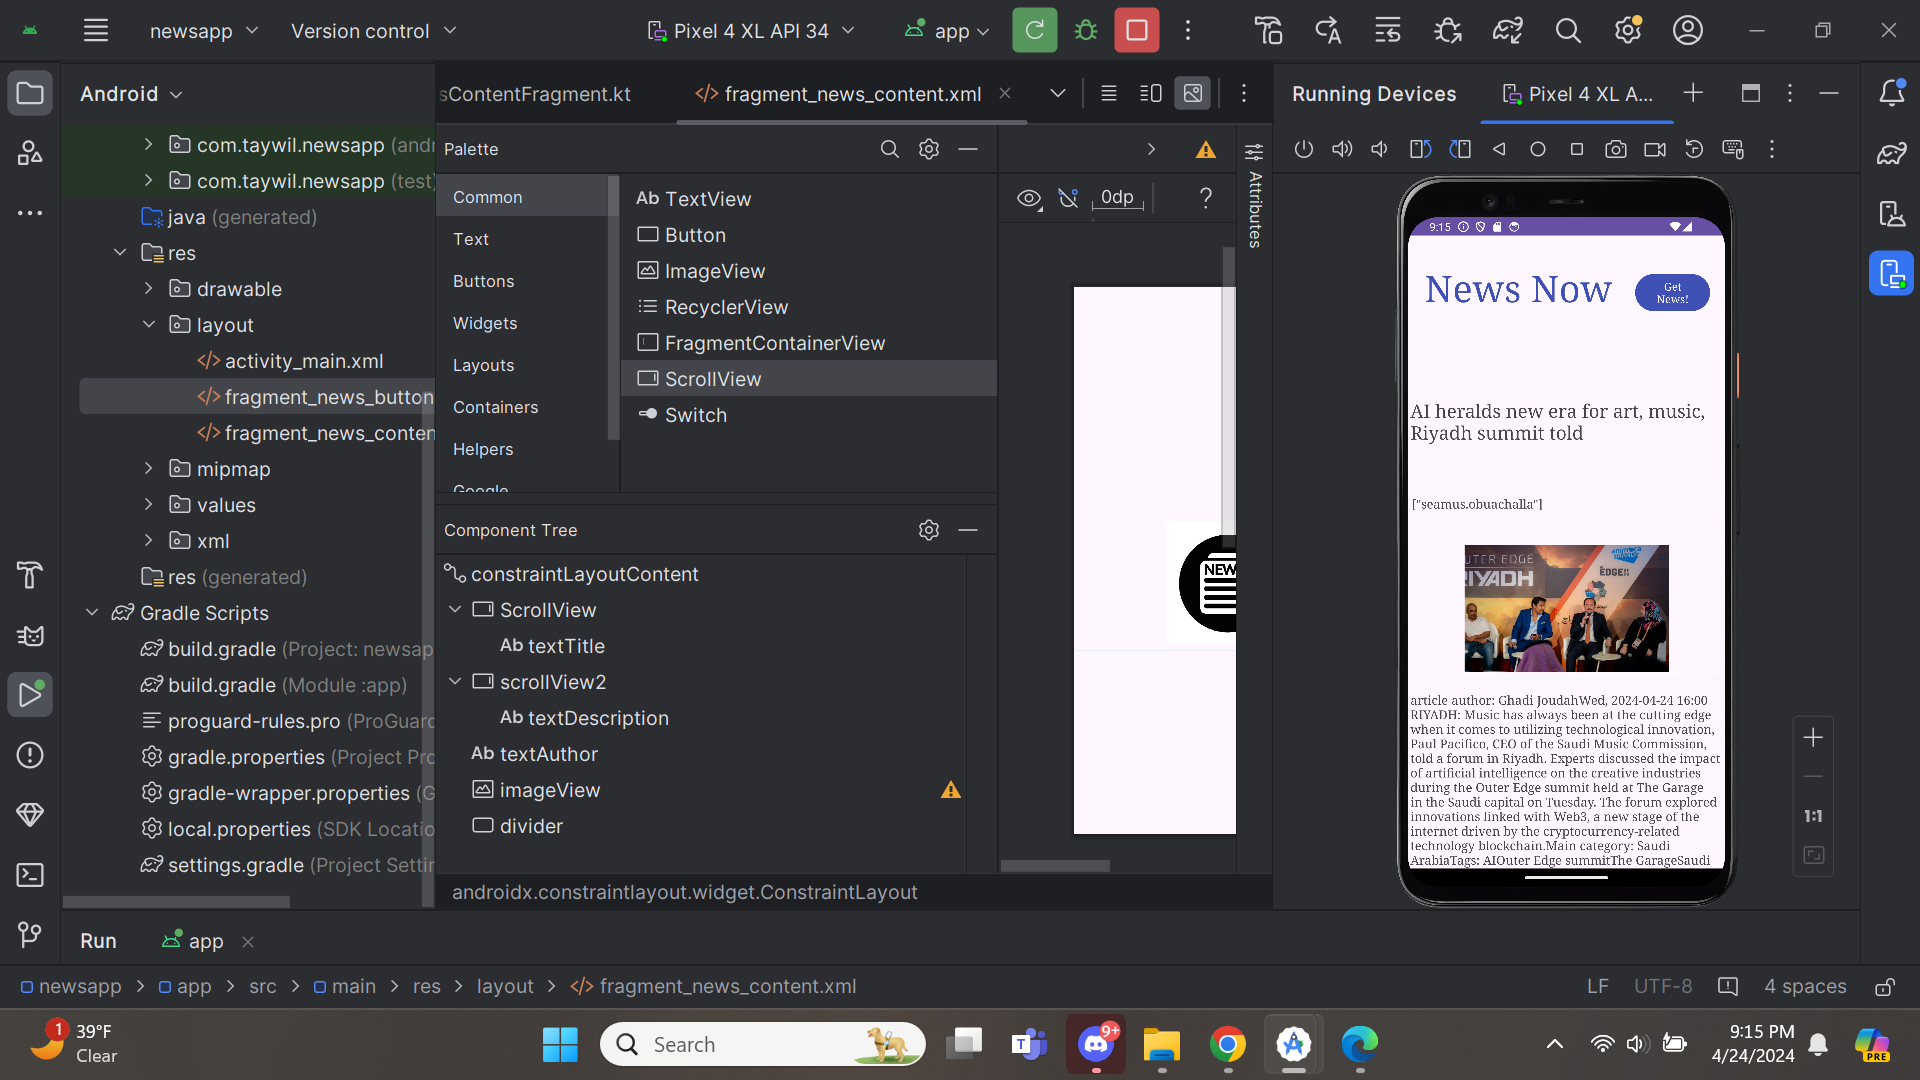 newsapp
Version control
Pixel 4 XL API 34
app
Android
sContentFragment.kt
fragment_news_content.xml
Running Devices
Pixel 4 XL A...
com.taywil.newsapp (andr
com.taywil.newsapp (test)
java (generated)
res
drawable
layout
activity_main.xml
fragment_news_button
fragment_news_conten
mipmap
values
xml
res (generated)
Gradle Scripts
build.gradle (Project: newsap
build.gradle (Module :app)
proguard-rules.pro (ProGuard
gradle.properties (Project Pro
gradle-wrapper.properties (G
local.properties (SDK Locatio
settings.gradle (Project Settin
Palette
Common
Text
Buttons
Widgets
Layouts
Containers
Helpers
Google
Ab TextView
Button
ImageView
RecyclerView
FragmentContainerView
ScrollView
Switch
Component Tree
constraintLayoutContent
ScrollView
Ab textTitle
scrollView2
Ab textDescription
Ab textAuthor
imageView
divider
androidx.constraintlayout.widget.ConstraintLayout
0dp
?
Attributes
NEW
9:15
News Now
Get
News!
AI heralds new era for art, music,
Riyadh summit told
["seamus.obuachalla"]
OUTER EDGE
RIYADH
EDGE
article author: Ghadi JoudahWed, 2024-04-24 16:00
RIYADH: Music has always been at the cutting edge
when it comes to utilizing technological innovation,
Paul Pacifico, CEO of the Saudi Music Commission,
told a forum in Riyadh. Experts discussed the impact
of artificial intelligence on the creative industries
during the Outer Edge summit held at The Garage
in the Saudi capital on Tuesday. The forum explored
innovations linked with Web3, a new stage of the
internet driven by the cryptocurrency-related
technology blockchain.Main category: Saudi
ArabiaTags: AIOuter Edge summitThe GarageSaudi
1:1
Run
app
newsapp > app > src > main > res > layout > fragment_news_content.xml
LF
UTF-8
4 spaces
1
39°F
Clear
Search
T
9+
9:15 PM
4/24/2024
PRE